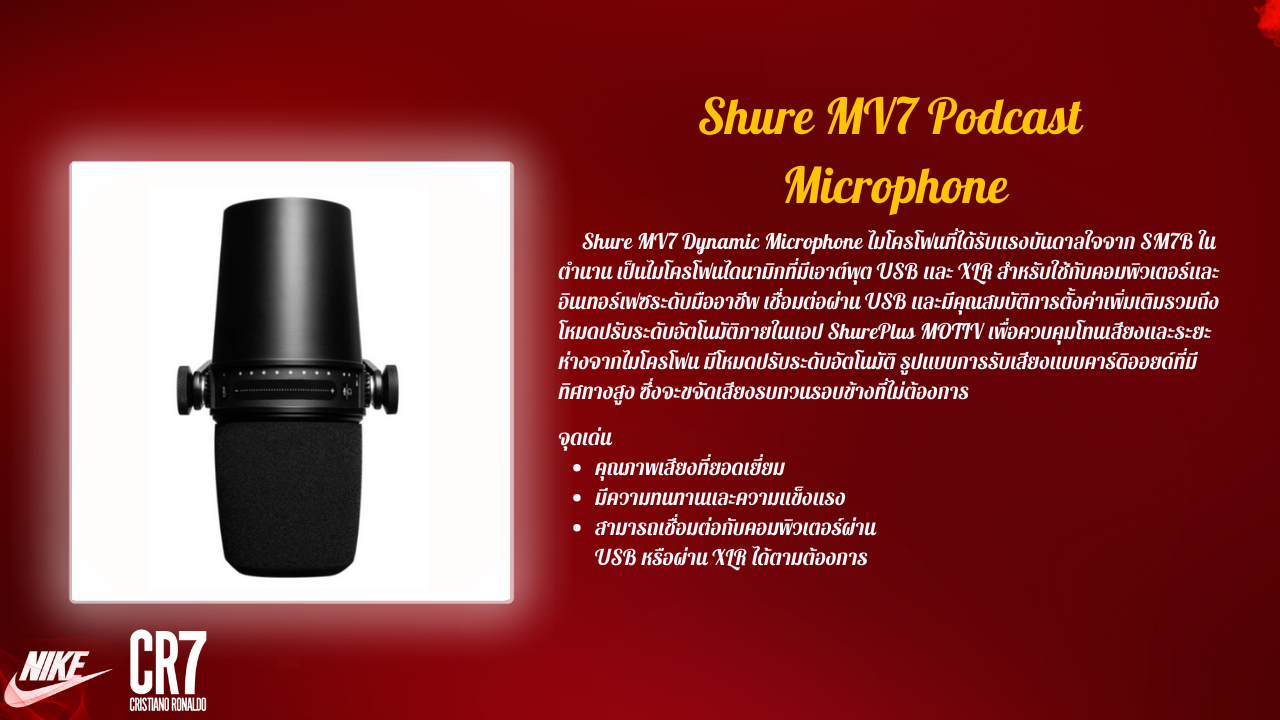 Shure MV7 Podcast
Microphone
Shure MV7 Dynamic Microphone ไมโครโฟนที่ได้รับแรงบันดาลใจจาก SM7B ใน
ตำนาน เป็นไมโครโฟนไดนามิกที่มีเอาต์พุต USB และ XLR สำหรับใช้กับคอมพิวเตอร์และ
อินเทอร์เฟซระดับมืออาชีพ เชื่อมต่อผ่าน USB และมีคุณสมบัติการตั้งค่าเพิ่มเติมรวมถึง
โหมดปรับระดับอัตโนมัติภายในแอป ShurePlus MOTIV เพื่อควบคุมโทนเสียงและระยะ
ห่างจากไมโครโฟน มีโหมดปรับระดับอัตโนมัติ รูปแบบการรับเสียงแบบคาร์ดิออยด์ที่มี
ทิศทางสูง ซึ่งจะขจัดเสียงรบกวนรอบข้างที่ไม่ต้องการ
จุดเด่น
• คุณภาพเสียงที่ยอดเยี่ยม
• มีความทนทานและความแข็งแรง
• สามารถเชื่อมต่อกับคอมพิวเตอร์ผ่าน
USB หรือผ่าน XLR ได้ตามต้องการ
NIKE
CR7
CRISTIANO RONALDO